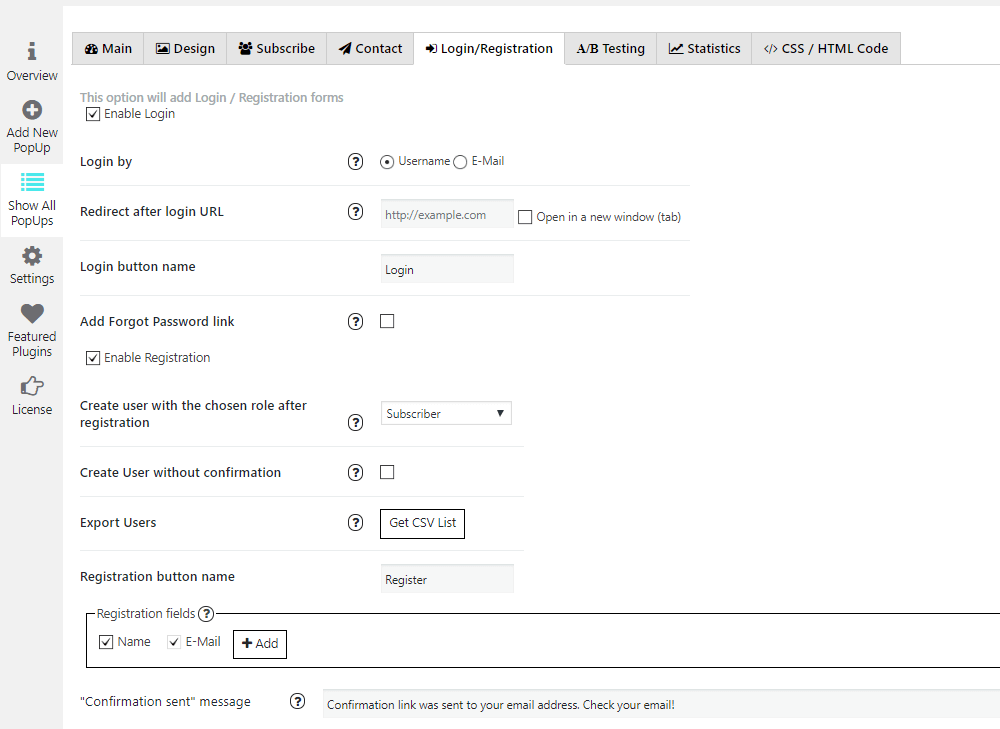 Main
Design
Subscribe
Contact
Login/Registration
A/B Testing
Statistics
</> CSS / HTML Code
Overview
Add New
PopUp
Show All
PopUps
Settings
Featured
Plugins
License
This option will add Login / Registration forms
Enable Login
Login by ? Username E-Mail
Redirect after login URL ? http://example.com Open in a new window (tab)
Login button name Login
Add Forgot Password link ?
Enable Registration
Create user with the chosen role after
registration ? Subscriber
Create User without confirmation ?
Export Users ? Get CSV List
Registration button name Register
Registration fields ?
Name E-Mail + Add
"Confirmation sent" message ? Confirmation link was sent to your email address. Check your email!